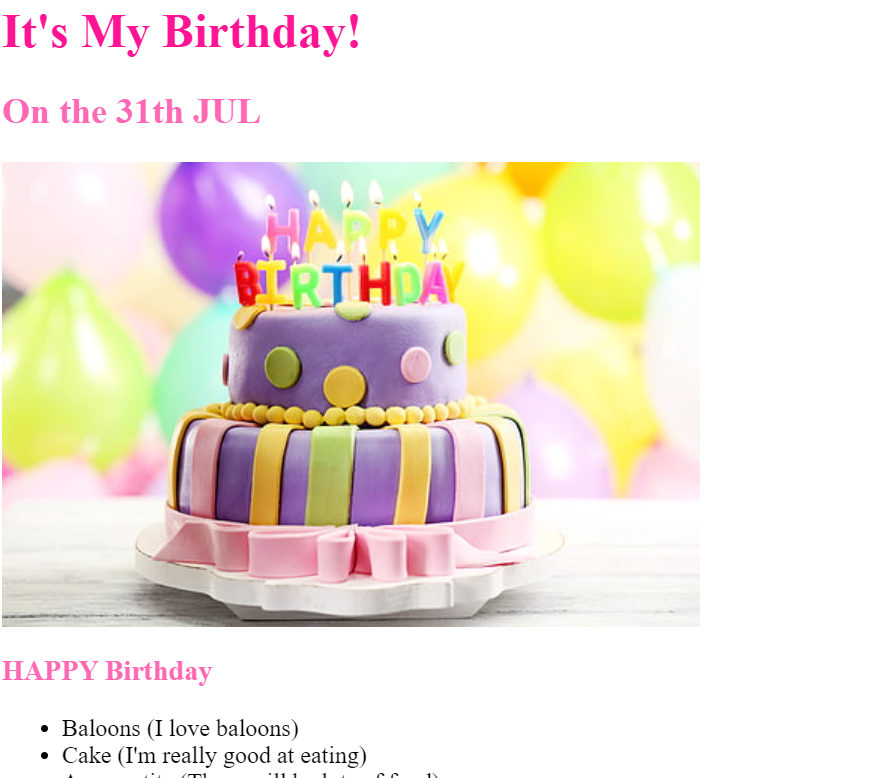 It's My Birthday!
On the 31th JUL
HAPPY
BIRTHDAY
HAPPY Birthday
Baloons (I love baloons)
Cake (I'm really good at eating)